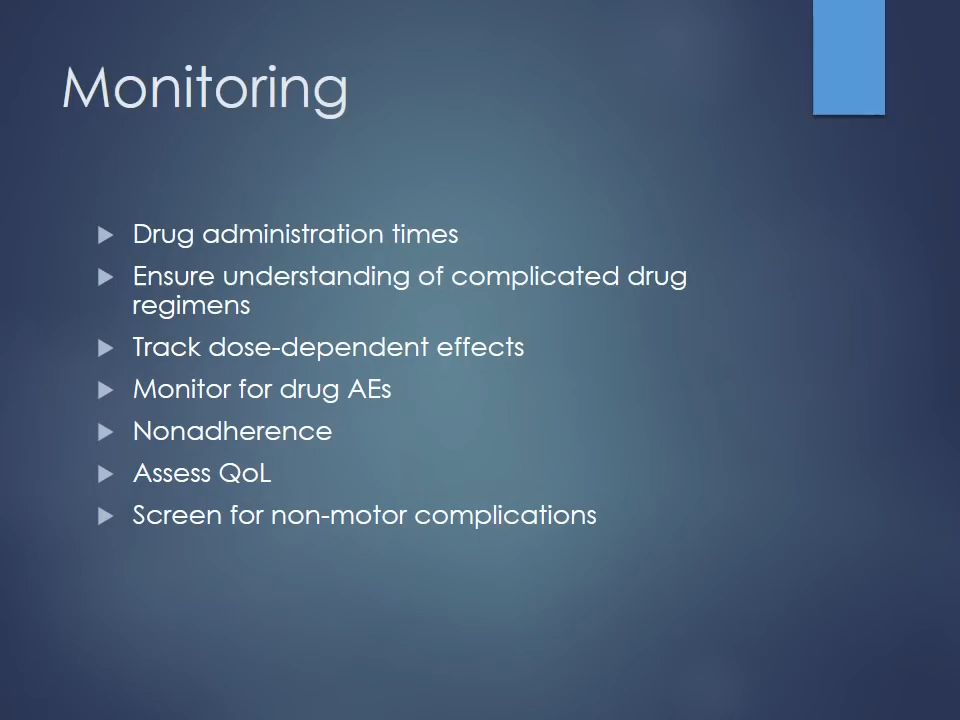 Monitoring
Drug administration times
Ensure understanding of complicated drug
regimens
Track dose-dependent effects
Monitor for drug AEs
Nonadherence
Assess QoL
Screen for non-motor complications